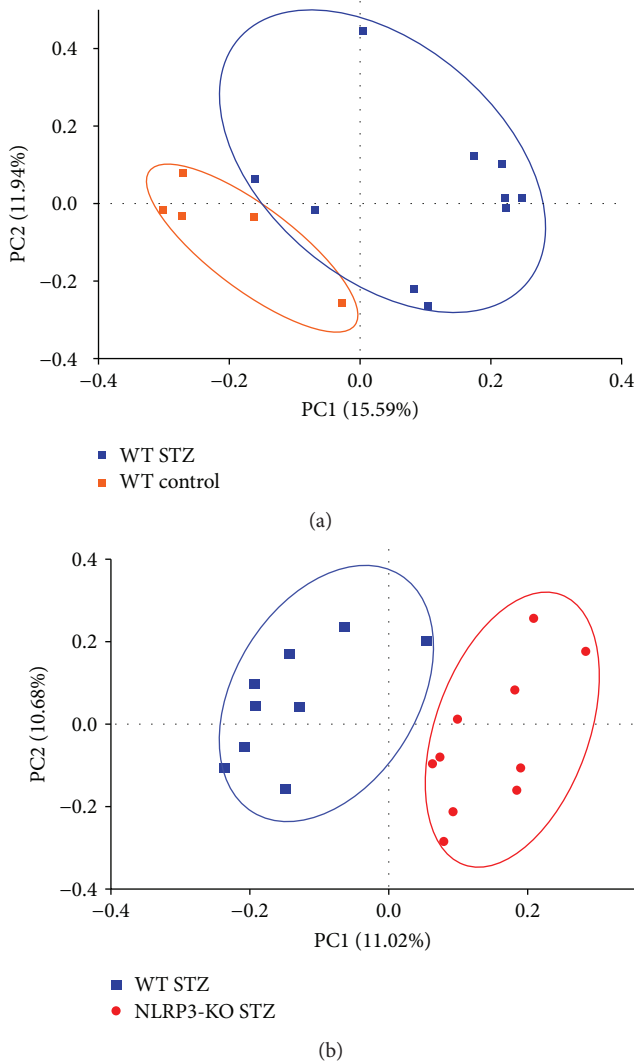 0.4
0.2
0.0
−0.2
−0.4
PC2 (11.94%)
−0.4
−0.2
0.0
0.2
0.4
PC1 (15.59%)
WT STZ
WT control
(a)
0.4
0.2
0.0
−0.2
−0.4
PC2 (10.68%)
−0.4
−0.2
0.0
0.2
PC1 (11.02%)
WT STZ
NLRP3-KO STZ
(b)